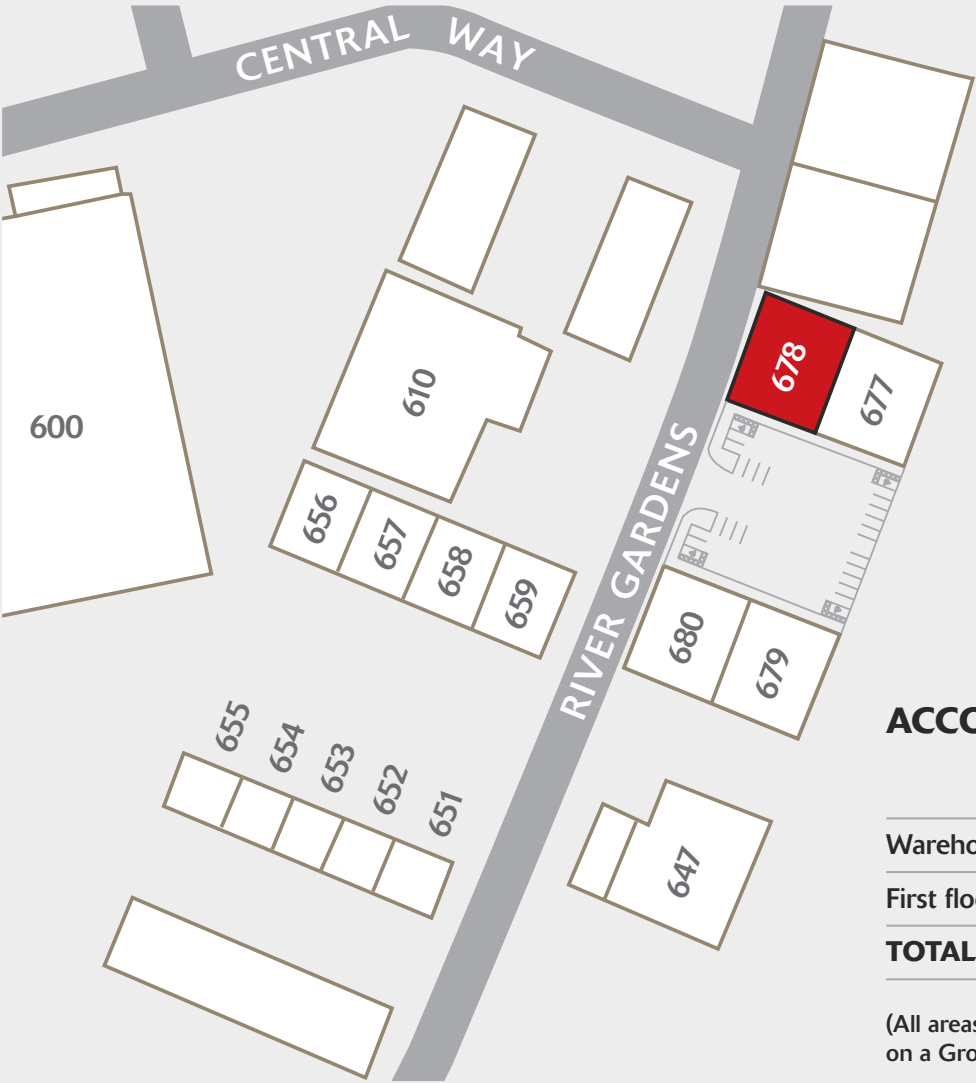 CENTRAL WAY
678
677
600
610
656
657
658
659
RIVER GARDENS
680
679
655
654
653
652
651
647
ACCO
Wareho
First floo
TOTAL
(All areas
on a Gro